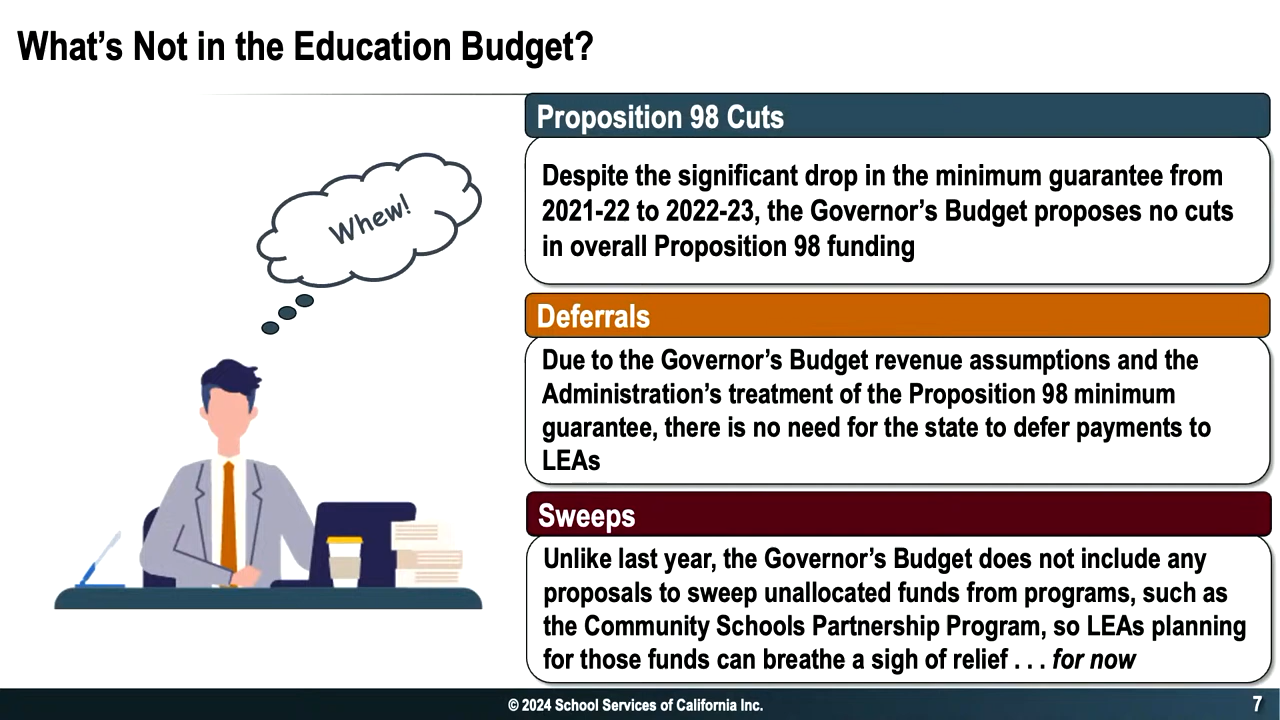 What’s Not in the Education Budget?
Whew!
Proposition 98 Cuts
Despite the significant drop in the minimum guarantee from
2021-22 to 2022-23, the Governor’s Budget proposes no cuts
in overall Proposition 98 funding
Deferrals
Due to the Governor’s Budget revenue assumptions and the
Administration’s treatment of the Proposition 98 minimum
guarantee, there is no need for the state to defer payments to
LEAs
Sweeps
Unlike last year, the Governor’s Budget does not include any
proposals to sweep unallocated funds from programs, such as
the Community Schools Partnership Program, so LEAs planning
for those funds can breathe a sigh of relief . . . for now
© 2024 School Services of California Inc.
7